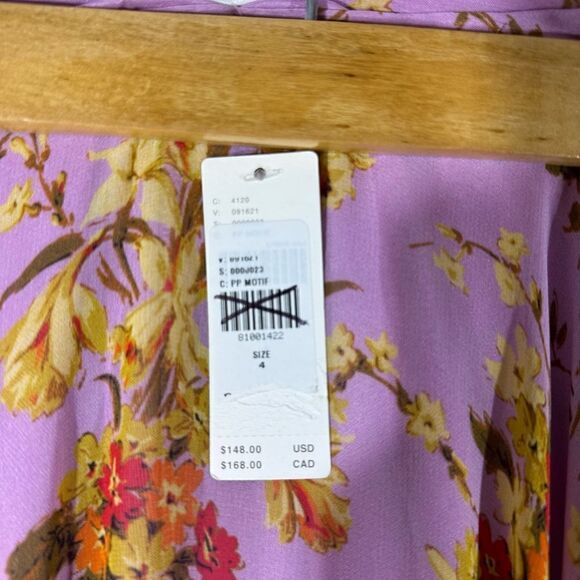 C: 4120
V: 091621
V: 091621
S: 000J023
C: PP MOTIF
81001422
SIZE
4
$148.00 USD
$168.00 CAD